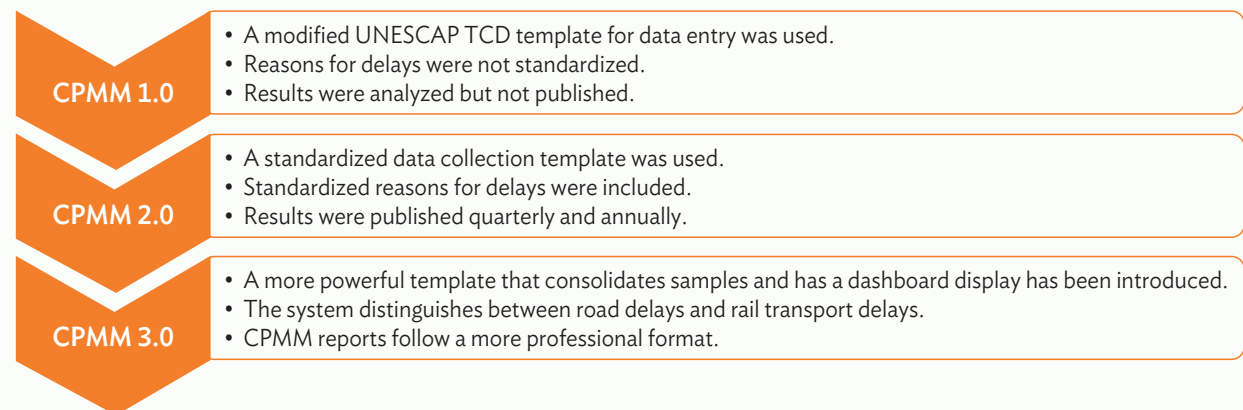 CPMM 1.0
• A modified UNESCAP TCD template for data entry was used.
• Reasons for delays were not standardized.
• Results were analyzed but not published.
CPMM 2.0
• A standardized data collection template was used.
• Standardized reasons for delays were included.
• Results were published quarterly and annually.
CPMM 3.0
• A more powerful template that consolidates samples and has a dashboard display has been introduced.
• The system distinguishes between road delays and rail transport delays.
• CPMM reports follow a more professional format.